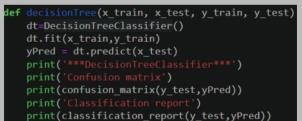 def decisionTree(x_train, x_test, y_train, y_test)
dt=DecisionTreeClassifier()
dt.fit(x_train,y_train)
yPred = dt.predict(x_test)
print('***DecisionTreeClassifier***')
print('Confusion matrix')
print(confusion_matrix(y_test,yPred))
print('Classification report')
print(classification_report(y_test,yPred))